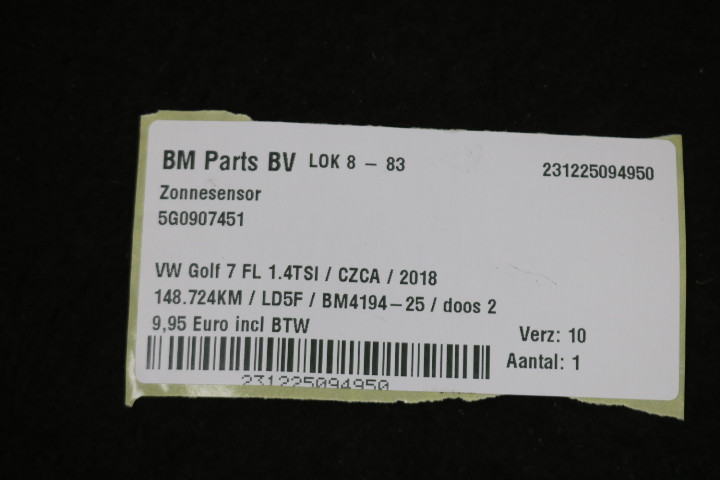 BM Parts BV LOK 8 - 83 231225094950
Zonnesensor
5G0907451
VW Golf 7 FL 1.4TSI / CZCA / 2018
148.724KM / LD5F / BM4194-25 / doos 2
9,95 Euro incl BTW
Verz: 10
Aantal: 1
231225094950